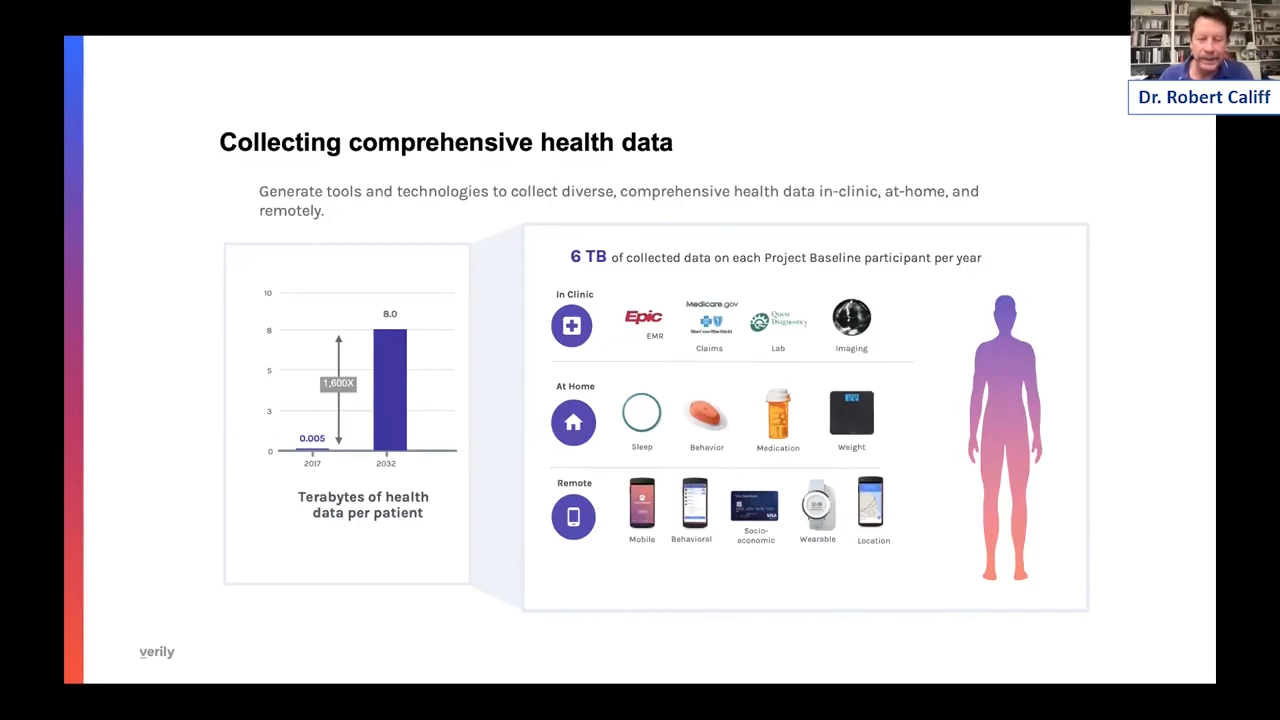 Dr. Robert Califf
Collecting comprehensive health data
Generate tools and technologies to collect diverse, comprehensive health data in-clinic, at-home, and
remotely.
10
8
5
3
0
8.0
1,600X
0.005
2017
2032
Terabytes of health
data per patient
6 TB of collected data on each Project Baseline participant per year
In Clinic
Epic
EMR
Medicare.gov
BlueCross BlueShield
Claims
Quest
Diagnostics
Lab
Imaging
At Home
Sleep
Behavior
Medication
Weight
Remote
VISA
Mobile
Behavioral
Socio-
economic
Wearable
Location
verily